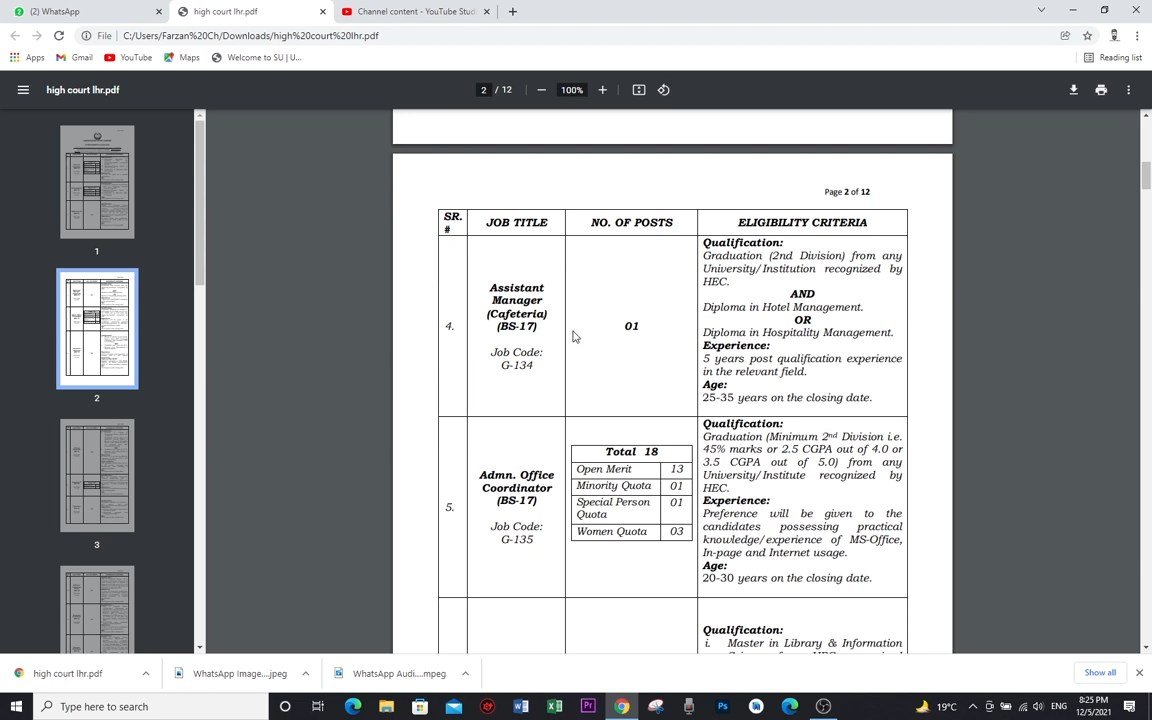 (2) WhatsApp
high court lhr.pdf
Channel content - YouTube Stud
File
C:/Users/Farzan%20Ch/Downloads/high%20court%20lhr.pdf
Apps
Gmail
YouTube
Maps
Welcome to SU | U...
Reading list
high court lhr.pdf
2 / 12
100%
1
2
3
Page 2 of 12
SR. #
JOB TITLE
NO. OF POSTS
ELIGIBILITY CRITERIA
4.
Assistant
Manager
(Cafeteria)
(BS-17)
Job Code:
G-134
01
Qualification:
Graduation (2nd Division) from any
University/Institution recognized by
HEC.
AND
Diploma in Hotel Management.
OR
Diploma in Hospitality Management.
Experience:
5 years post qualification experience
in the relevant field.
Age:
25-35 years on the closing date.
5.
Admn. Office
Coordinator
(BS-17)
Job Code:
G-135
Total 18
Open Merit 13
Minority Quota 01
Special Person 01
Quota
Women Quota 03
Qualification:
Graduation (Minimum 2nd Division i.e.
45% marks or 2.5 CGPA out of 4.0 or
3.5 CGPA out of 5.0) from any
University/Institute recognized by
HEC.
Experience:
Preference will be given to the
candidates possessing practical
knowledge/experience of MS-Office,
In-page and Internet usage.
Age:
20-30 years on the closing date.
Qualification:
i. Master in Library & Information
high court lhr.pdf
WhatsApp Image....jpeg
WhatsApp Audi....mpeg
Show all
Type here to search
19°C
ENG
8:25 PM
12/5/2021